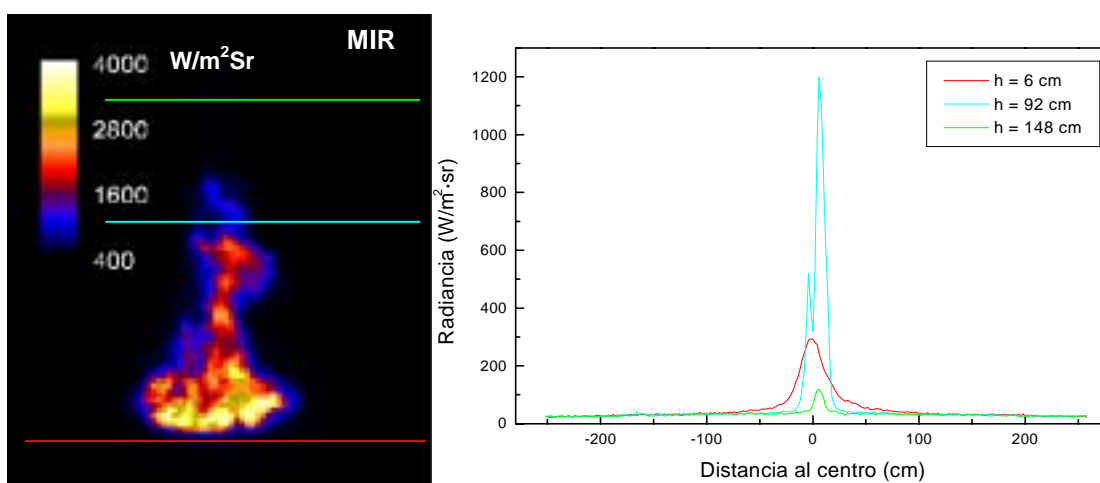 MIR
W/m²Sr
4000
2800
1600
400
Radiancia (W/m²·sr)
1200
1000
800
600
400
200
0
-200
-100
0
100
200
Distancia al centro (cm)
h = 6 cm
h = 92 cm
h = 148 cm